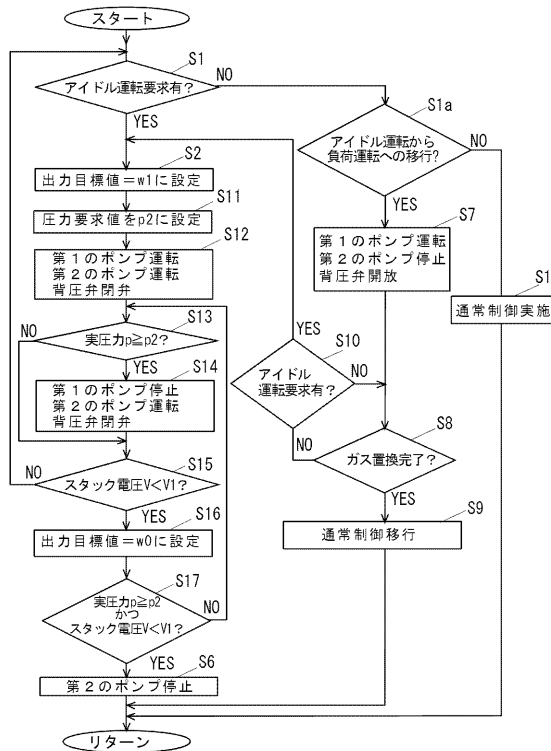 スタート
S1
アイドル運転要求有?
NO
YES
S1a
アイドル運転から
負荷運転への移行?
NO
YES
S2
出力目標値=w1に設定
S11
圧力要求値をp2に設定
S12
第1のポンプ運転
第2のポンプ運転
背圧弁閉弁
S7
第1のポンプ運転
第2のポンプ停止
背圧弁開放
S1
通常制御実施
S13
実圧力p≧p2?
NO
YES
S14
第1のポンプ停止
第2のポンプ運転
背圧弁閉弁
YES
S10
アイドル
運転要求有?
NO
NO
S8
ガス置換完了?
YES
S15
スタック電圧V<V1?
NO
YES
S16
出力目標値=w0に設定
S9
通常制御移行
S17
実圧力p≧p2
かつ
スタック電圧V<V1?
NO
YES
S6
第2のポンプ停止
リターン